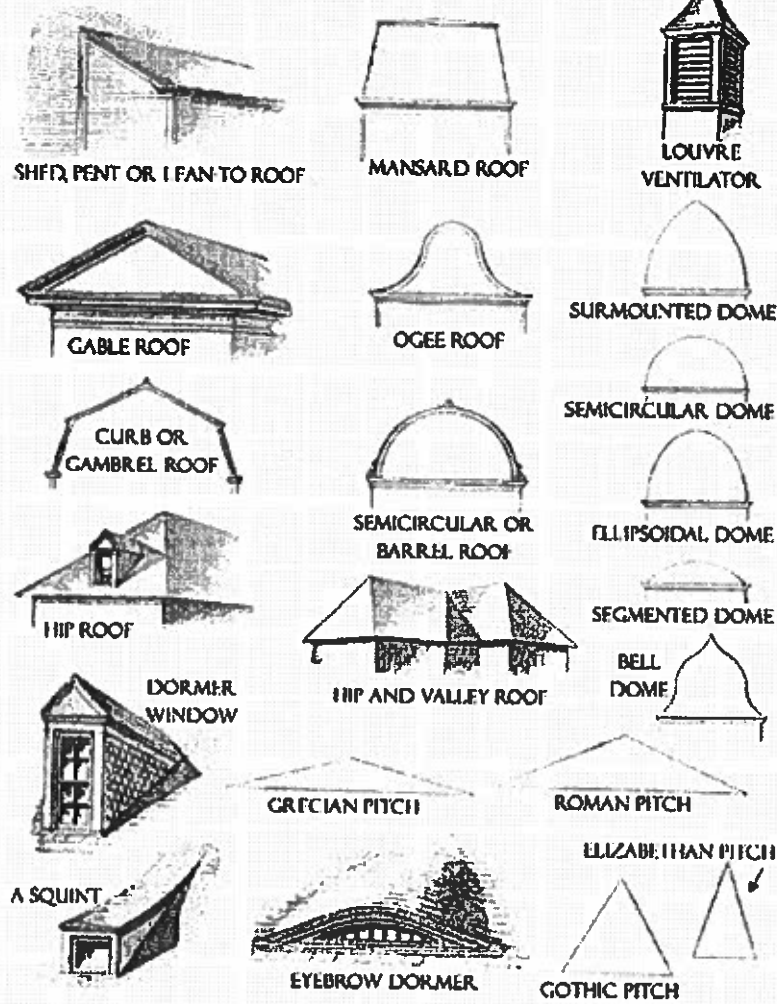 SHED, PENT OR LEAN-TO ROOF
MANSARD ROOF
LOUVRE
VENTILATOR
GABLE ROOF
OGEE ROOF
SURMOUNTED DOME
SEMICIRCULAR DOME
CURB OR
GAMBREL ROOF
SEMICIRCULAR OR
BARREL ROOF
ELLIPSOIDAL DOME
HIP ROOF
SEGMENTED DOME
HIP AND VALLEY ROOF
BELL
DOME
DORMER
WINDOW
GRECIAN PITCH
ROMAN PITCH
A SQUINT
EYEBROW DORMER
ELIZABETHAN PITCH
GOTHIC PITCH